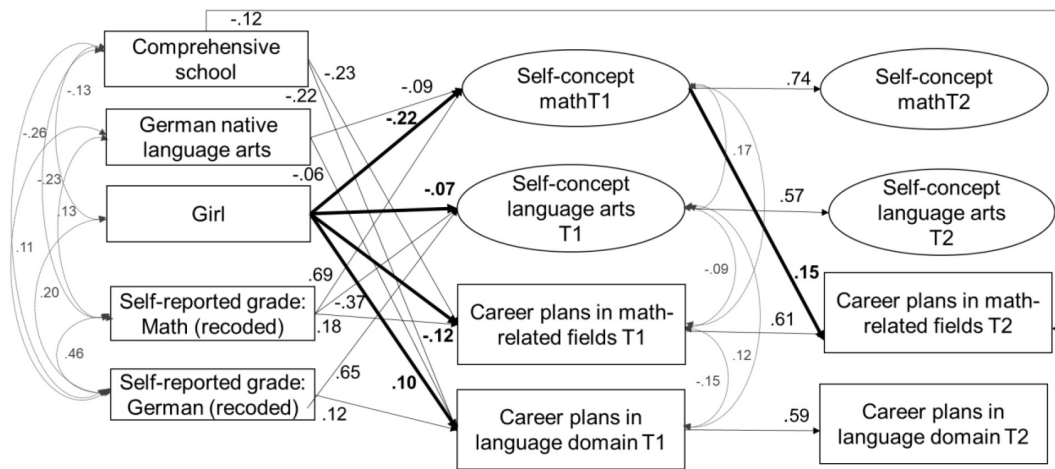 -.12
Comprehensive
school
-.23
-.13
-.22
-.09
Self-concept
mathT1
.74
Self-concept
mathT2
-.26
German native
language arts
-.22
-.06
.17
-.23
Girl
-.07
Self-concept
language arts
T1
.57
Self-concept
language arts
T2
.13
.11
-.09
.15
.20
.69
-.37
Self-reported grade:
Math (recoded)
.18
-.12
Career plans in math-
related fields T1
.61
Career plans in math-
related fields T2
.46
.65
.12
-.15
Self-reported grade:
German (recoded)
.10
.12
Career plans in
language domain T1
.59
Career plans in
language domain T2